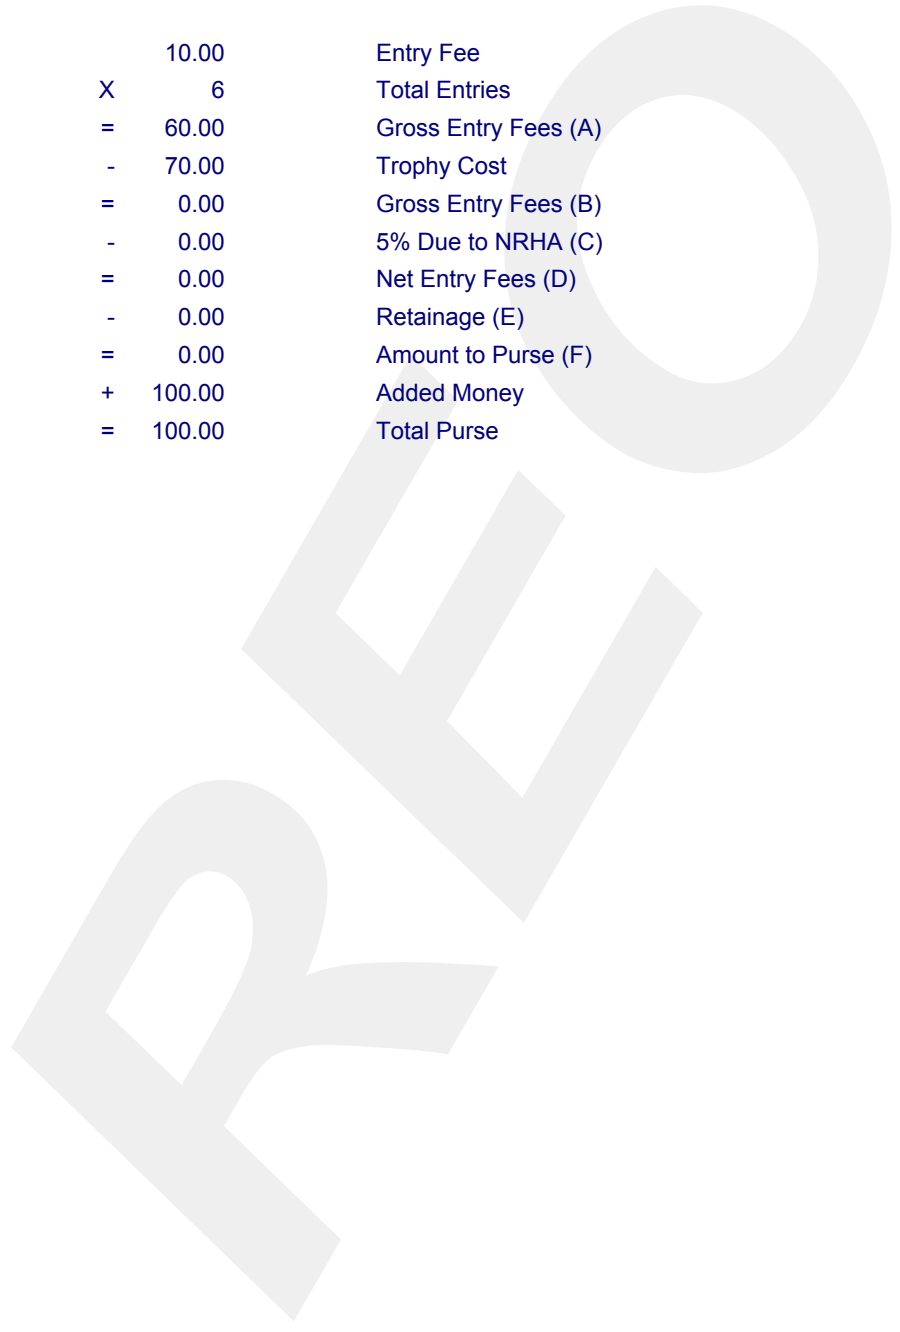 10.00 Entry Fee
X 6 Total Entries
= 60.00 Gross Entry Fees (A)
- 70.00 Trophy Cost
= 0.00 Gross Entry Fees (B)
- 0.00 5% Due to NRHA (C)
= 0.00 Net Entry Fees (D)
- 0.00 Retainage (E)
= 0.00 Amount to Purse (F)
+ 100.00 Added Money
= 100.00 Total Purse
REO